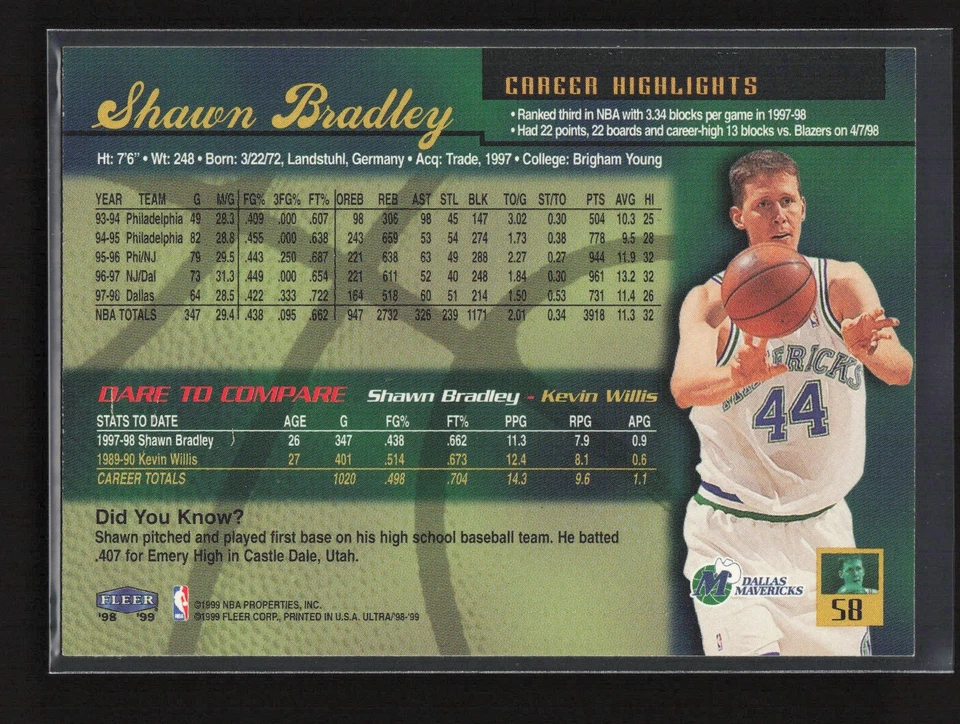 Shawn Bradley
CAREER HIGHLIGHTS
• Ranked third in NBA with 3.34 blocks per game in 1997-98
• Had 22 points, 22 boards and career-high 13 blocks vs. Blazers on 4/7/98
Ht: 7'6" • Wt: 248 • Born: 3/22/72, Landstuhl, Germany • Acq: Trade, 1997 • College: Brigham Young
YEAR TEAM G M/G FG% 3FG% FT% OREB REB AST STL BLK TO/G ST/TO PTS AVG HI
93-94 Philadelphia 49 28.3 .409 .000 .607 98 306 98 45 147 3.02 0.30 504 10.3 25
94-95 Philadelphia 82 28.8 .455 .000 .638 243 659 53 54 274 1.73 0.38 778 9.5 28
95-96 Phi/NJ 79 29.5 .443 .250 .687 221 638 63 49 288 2.27 0.27 944 11.9 32
96-97 NJ/Dal 73 31.3 .449 .000 .654 221 611 52 40 248 1.84 0.30 961 13.2 32
97-98 Dallas 64 28.5 .422 .333 .722 164 518 60 51 214 1.50 0.53 731 11.4 26
NBA TOTALS 347 29.4 .438 .095 .662 947 2732 326 239 1171 2.01 0.34 3918 11.3 32
DARE TO COMPARE Shawn Bradley - Kevin Willis
STATS TO DATE AGE G FG% FT% PPG RPG APG
1997-98 Shawn Bradley 26 347 .438 .662 11.3 7.9 0.9
1989-90 Kevin Willis 27 401 .514 .673 12.4 8.1 0.6
CAREER TOTALS 1020 .498 .704 14.3 9.6 1.1
Did You Know?
Shawn pitched and played first base on his high school baseball team. He batted
.407 for Emery High in Castle Dale, Utah.
MAVERICKS
44
FLEER
'98 '99
NBA
©1999 NBA PROPERTIES, INC.
©1999 FLEER CORP., PRINTED IN U.S.A. ULTRA/'98-'99
M DALLAS
MAVERICKS
58